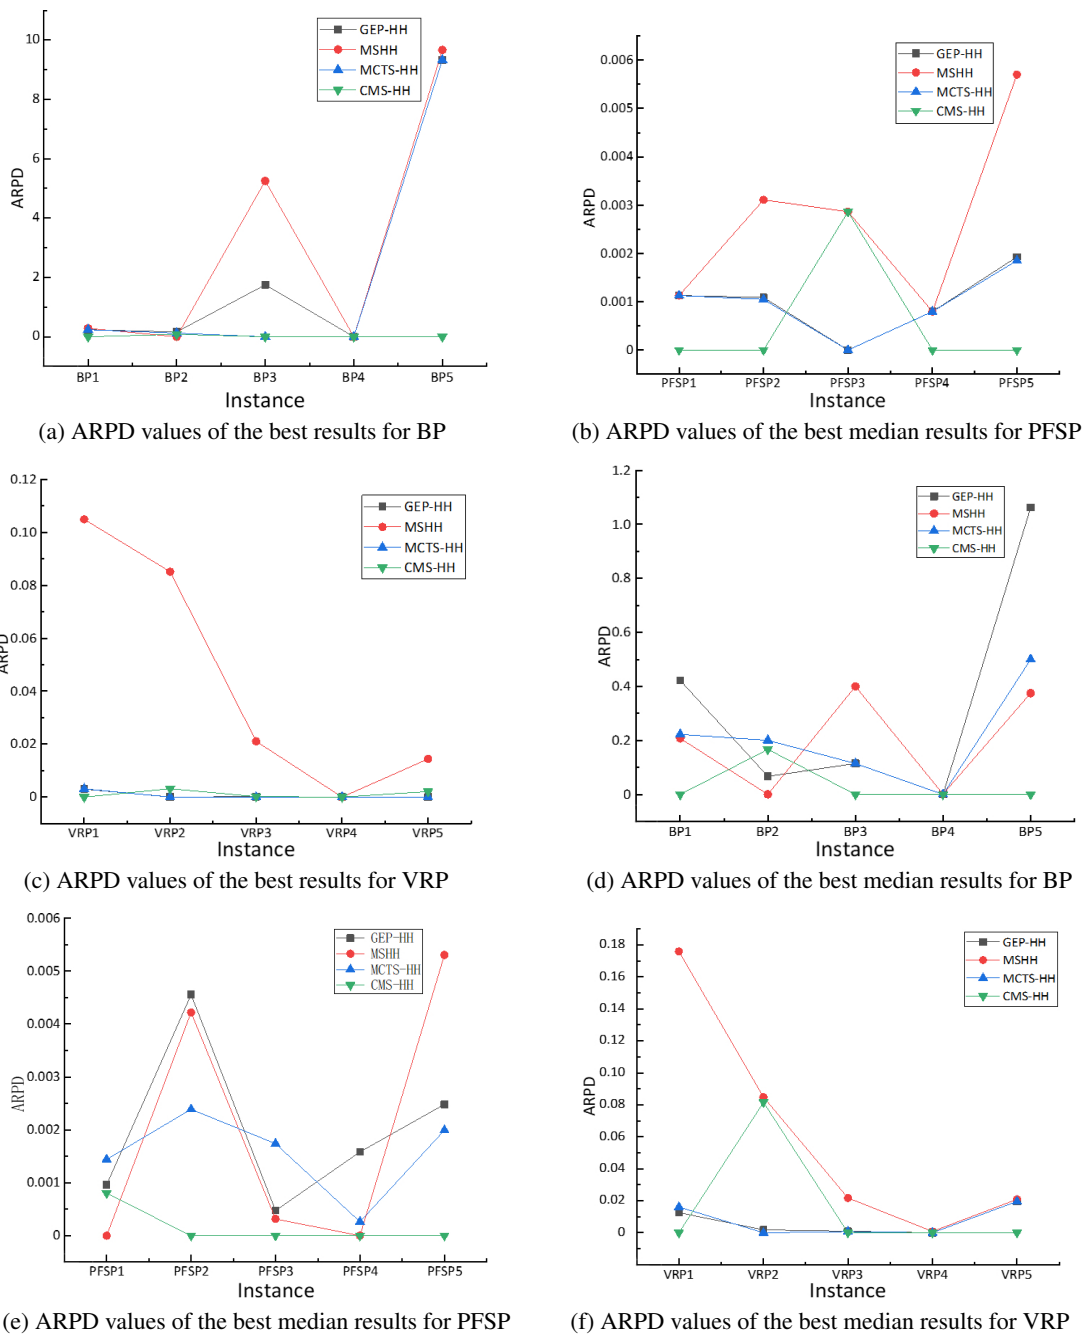 GEP-HH
MSHH
MCTS-HH
CMS-HH
10
8
6
4
2
0
ARPD
BP1 BP2 BP3 BP4 BP5
Instance
(a) ARPD values of the best results for BP
GEP-HH
MSHH
MCTS-HH
CMS-HH
0.006
0.005
0.004
0.003
0.002
0.001
0
ARPD
PFSP1 PFSP2 PFSP3 PFSP4 PFSP5
Instance
(b) ARPD values of the best median results for PFSP
GEP-HH
MSHH
MCTS-HH
CMS-HH
0.12
0.10
0.08
0.06
0.04
0.02
0
ARPD
VRP1 VRP2 VRP3 VRP4 VRP5
Instance
(c) ARPD values of the best results for VRP
GEP-HH
MSHH
MCTS-HH
CMS-HH
1.2
1.0
0.8
0.6
0.4
0.2
0
ARPD
BP1 BP2 BP3 BP4 BP5
Instance
(d) ARPD values of the best median results for BP
GEP-HH
MSHH
MCTS-HH
CMS-HH
0.006
0.005
0.004
0.003
0.002
0.001
0
ARPD
PFSP1 PFSP2 PFSP3 PFSP4 PFSP5
Instance
(e) ARPD values of the best median results for PFSP
GEP-HH
MSHH
MCTS-HH
CMS-HH
0.18
0.16
0.14
0.12
0.10
0.08
0.06
0.04
0.02
0
ARPD
VRP1 VRP2 VRP3 VRP4 VRP5
Instance
(f) ARPD values of the best median results for VRP